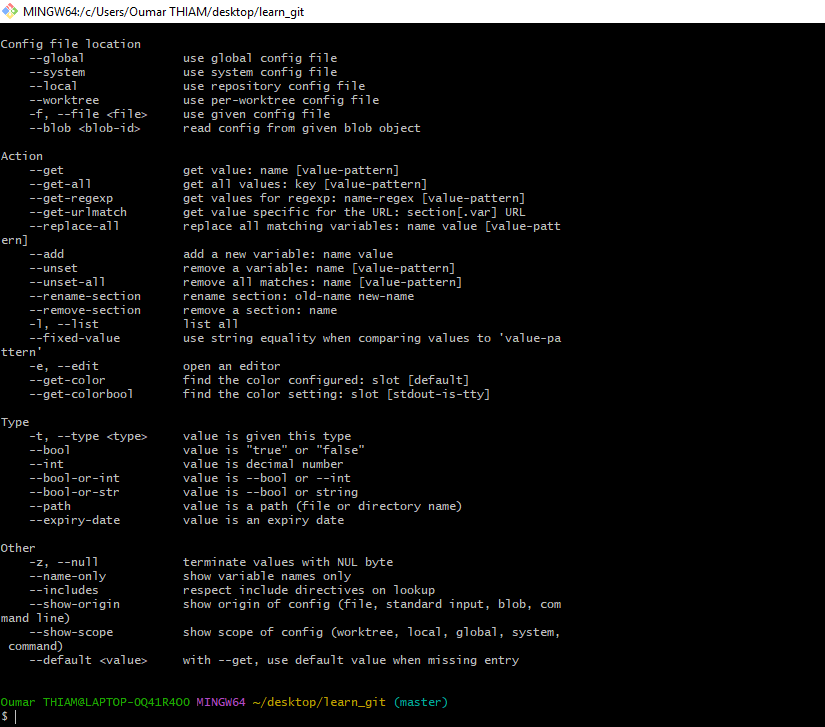 MINGW64:/c/Users/Oumar THIAM/desktop/learn_git
Config file location
    --global              use global config file
    --system              use system config file
    --local               use repository config file
    --worktree            use per-worktree config file
    -f, --file <file>     use given config file
    --blob <blob-id>      read config from given blob object

Action
    --get                 get value: name [value-pattern]
    --get-all             get all values: key [value-pattern]
    --get-regexp          get values for regexp: name-regex [value-pattern]
    --get-urlmatch        get value specific for the URL: section[.var] URL
    --replace-all         replace all matching variables: name value [value-patt
ern]
    --add                 add a new variable: name value
    --unset               remove a variable: name [value-pattern]
    --unset-all           remove all matches: name [value-pattern]
    --rename-section      rename section: old-name new-name
    --remove-section      remove a section: name
    -l, --list            list all
    --fixed-value         use string equality when comparing values to 'value-pa
ttern'
    -e, --edit            open an editor
    --get-color           find the color configured: slot [default]
    --get-colorbool       find the color setting: slot [stdout-is-tty]

Type
    -t, --type <type>     value is given this type
    --bool                value is "true" or "false"
    --int                 value is decimal number
    --bool-or-int         value is --bool or --int
    --bool-or-str         value is --bool or string
    --path                value is a path (file or directory name)
    --expiry-date         value is an expiry date

Other
    -z, --null            terminate values with NUL byte
    --name-only           show variable names only
    --includes            respect include directives on lookup
    --show-origin         show origin of config (file, standard input, blob, com
mand line)
    --show-scope          show scope of config (worktree, local, global, system,
 command)
    --default <value>     with --get, use default value when missing entry

Oumar THIAM@LAPTOP-OQ41R4OO MINGW64 ~/desktop/learn_git (master)
$